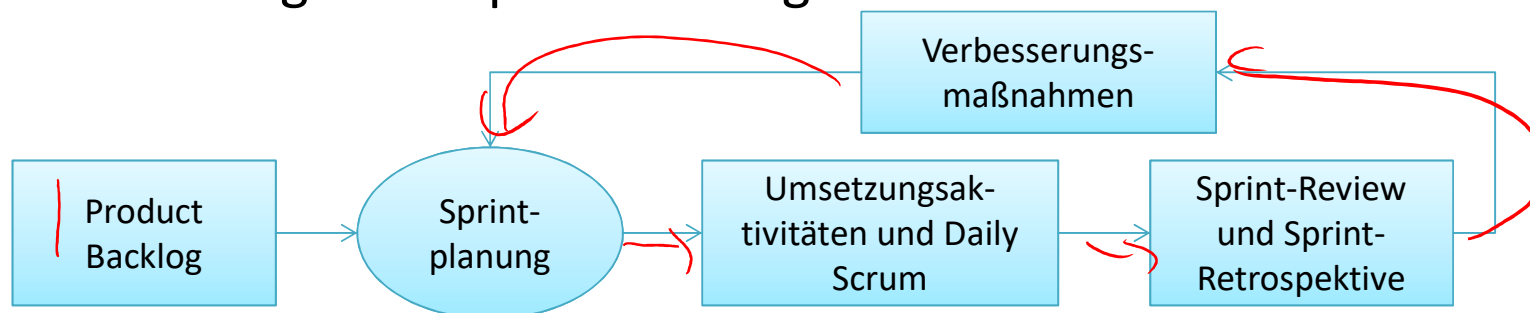 Verbesserungs-
maßnahmen
Product
Backlog
Sprint-
planung
Umsetzungsak-
tivitäten und Daily
Scrum
Sprint-Review
und Sprint-
Retrospektive